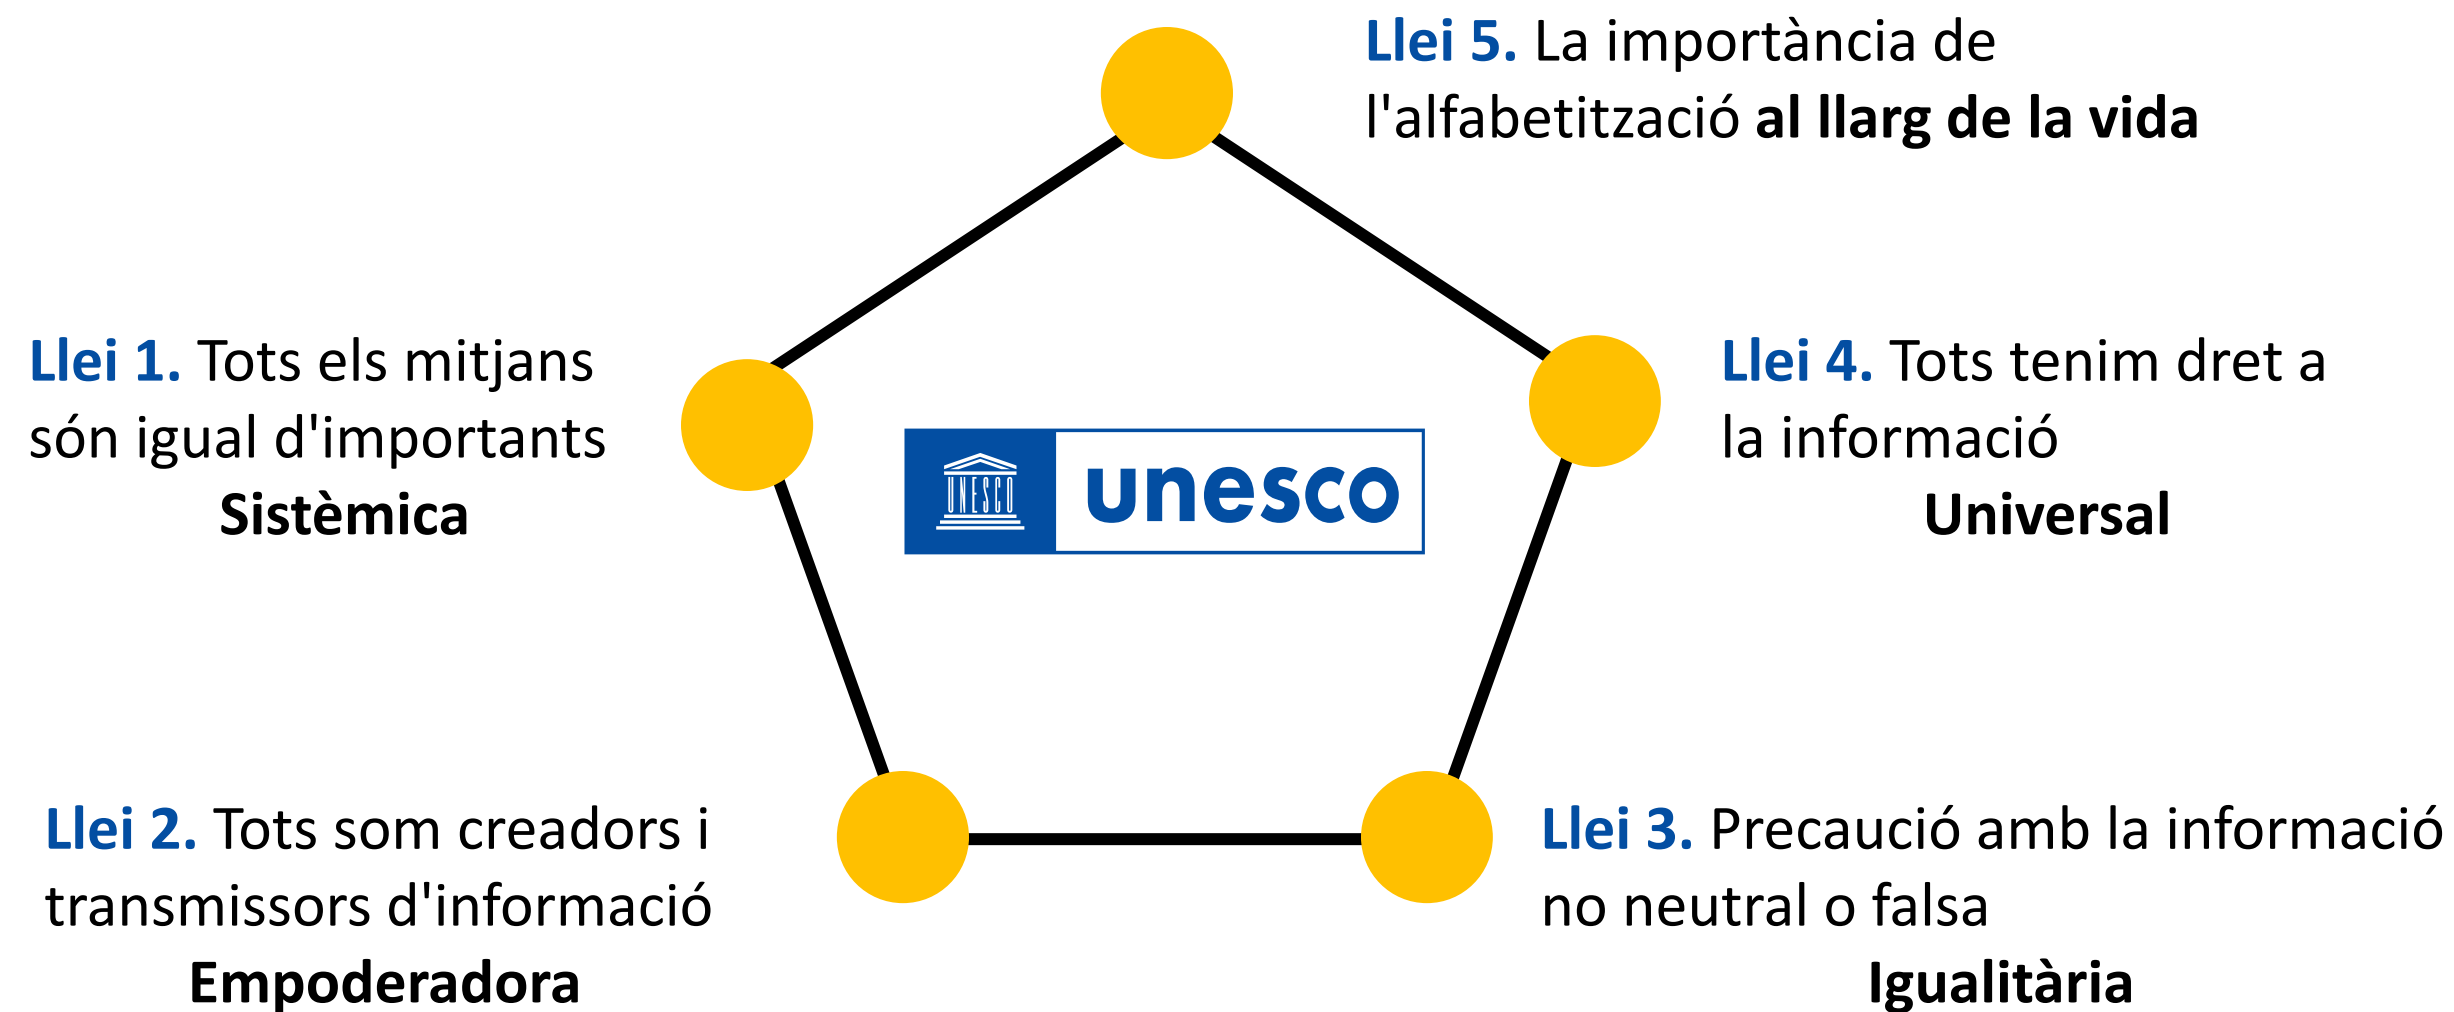 Llei 5. La importància de
l'alfabetització al llarg de la vida
Llei 1. Tots els mitjans
són igual d'importants
Sistèmica
Llei 4. Tots tenim dret a
la informació
Universal
UNESCO
unesco
Llei 2. Tots som creadors i
transmissors d'informació
Empoderadora
Llei 3. Precaució amb la informació
no neutral o falsa
Igualitària